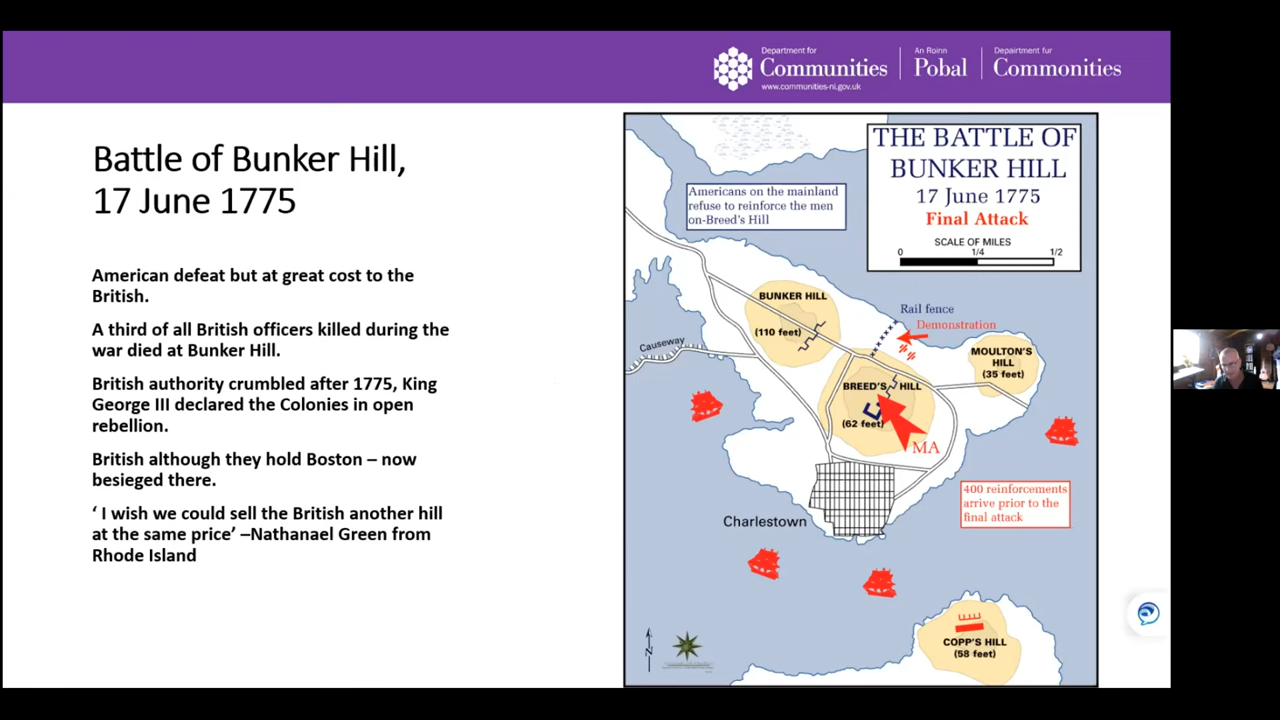 Department for
Communities
www.communities-ni.gov.uk
An Roinn
Pobal
Depairtment fur
Commonities
Battle of Bunker Hill,
17 June 1775
American defeat but at great cost to the
British.
A third of all British officers killed during the
war died at Bunker Hill.
British authority crumbled after 1775, King
George III declared the Colonies in open
rebellion.
British although they hold Boston – now
besieged there.
‘ I wish we could sell the British another hill
at the same price’ –Nathanael Green from
Rhode Island
THE BATTLE OF
BUNKER HILL
17 June 1775
Final Attack
SCALE OF MILES
0 1/4 1/2
Americans on the mainland
refuse to reinforce the men
on-Breed's Hill
BUNKER HILL
(110 feet)
Rail fence
Demonstration
Causeway
MOULTON'S
HILL
(35 feet)
BREED'S HILL
(62 feet)
MA
400 reinforcements
arrive prior to the
final attack
Charlestown
COPP'S HILL
(58 feet)
N